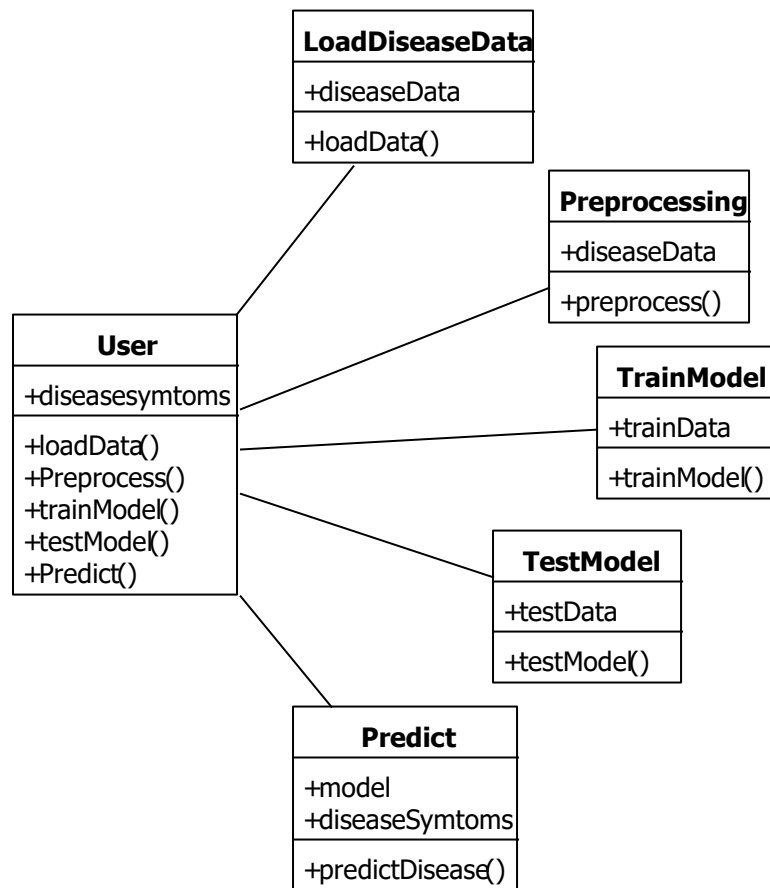 LoadDiseaseData
+diseaseData
+loadData()
Preprocessing
+diseaseData
+preprocess()
User
+diseasesymtoms
+loadData()
+Preprocess()
+trainModel()
+testModel()
+Predict()
TrainModel
+trainData
+trainModel()
TestModel
+testData
+testModel()
Predict
+model
+diseaseSymtoms
+predictDisease()